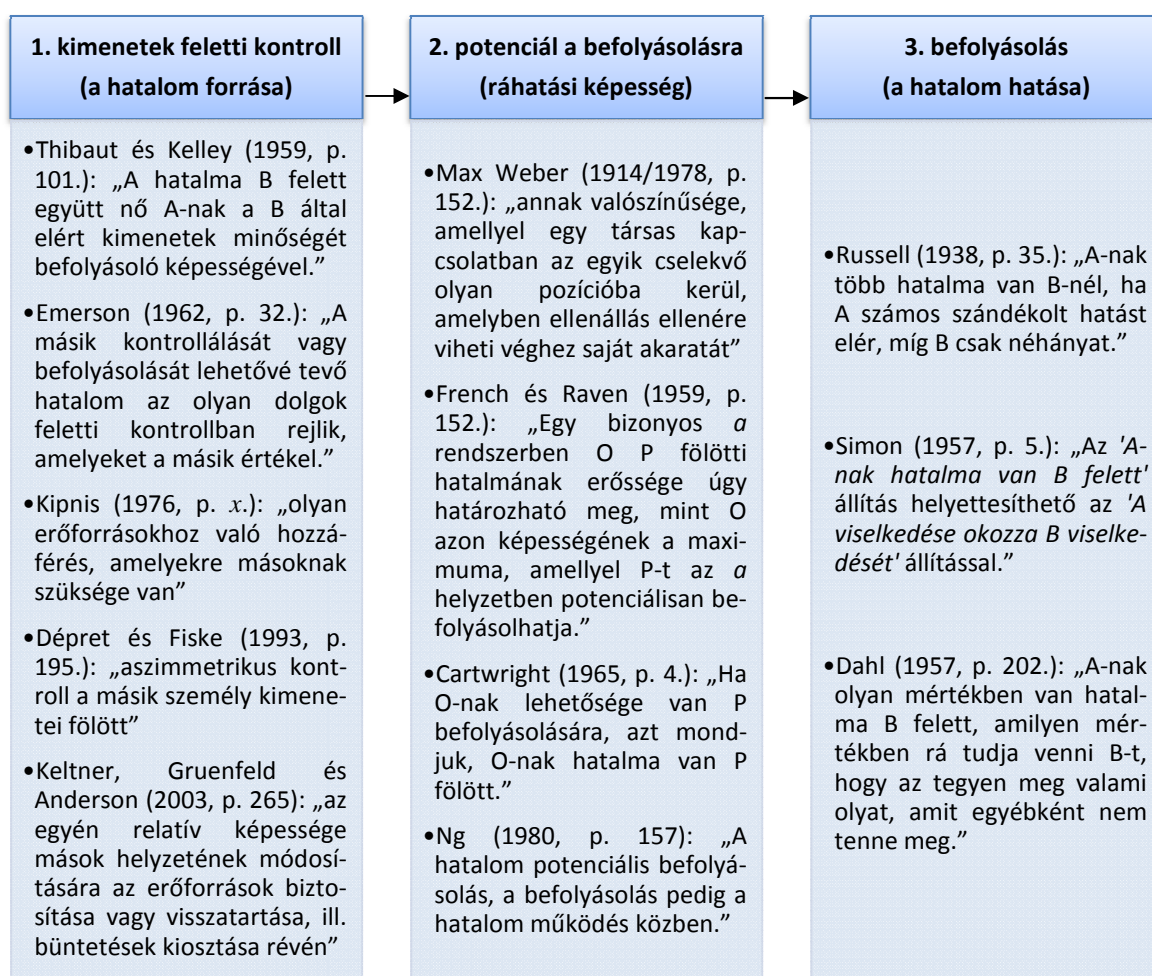 1. kimenetek feletti kontroll
(a hatalom forrása)
•Thibaut és Kelley (1959, p.
101.): „A hatalma B felett
együtt nő A-nak a B által
elért kimenetek minőségét
befolyásoló képességével.”
•Emerson (1962, p. 32.): „A
másik kontrollálását vagy
befolyásolását lehetővé tevő
hatalom az olyan dolgok
feletti kontrollban rejlik,
amelyeket a másik értékel.”
•Kipnis (1976, p. x.): „olyan
erőforrásokhoz való hozzá-
férés, amelyekre másoknak
szüksége van”
•Dépret és Fiske (1993, p.
195.): „aszimmetrikus kont-
roll a másik személy kimene-
tei fölött”
•Keltner, Gruenfeld és
Anderson (2003, p. 265): „az
egyén relatív képessége
mások helyzetének módosí-
tására az erőforrások bizto-
sítása vagy visszatartása, ill.
büntetések kiosztása révén”
2. potenciál a befolyásolásra
(ráhatási képesség)
•Max Weber (1914/1978, p.
152.): „annak valószínűsége,
amellyel egy társas kap-
csolatban az egyik cselekvő
olyan pozícióba kerül,
amelyben ellenállás ellenére
viheti véghez saját akaratát”
•French és Raven (1959, p.
152.): „Egy bizonyos a
rendszerben O P fölötti
hatalmának erőssége úgy
határozható meg, mint O
azon képességének a maxi-
muma, amellyel P-t az a
helyzetben potenciálisan be-
folyásolhatja.”
•Cartwright (1965, p. 4.): „Ha
O-nak lehetősége van P
befolyásolására, azt mond-
juk, O-nak hatalma van P
fölött.”
•Ng (1980, p. 157): „A
hatalom potenciális befolyá-
solás, a befolyásolás pedig a
hatalom működés közben.”
3. befolyásolás
(a hatalom hatása)
•Russell (1938, p. 35.): „A-nak
több hatalma van B-nél, ha
A számos szándékolt hatást
elér, míg B csak néhányat.”
•Simon (1957, p. 5.): „Az 'A-
nak hatalma van B felett'
állítás helyettesíthető az 'A
viselkedése okozza B viselke-
dését' állítással.”
•Dahl (1957, p. 202.): „A-nak
olyan mértékben van hatal-
ma B felett, amilyen mér-
tékben rá tudja venni B-t,
hogy az tegyen meg valami
olyat, amit egyébként nem
tenne meg.”